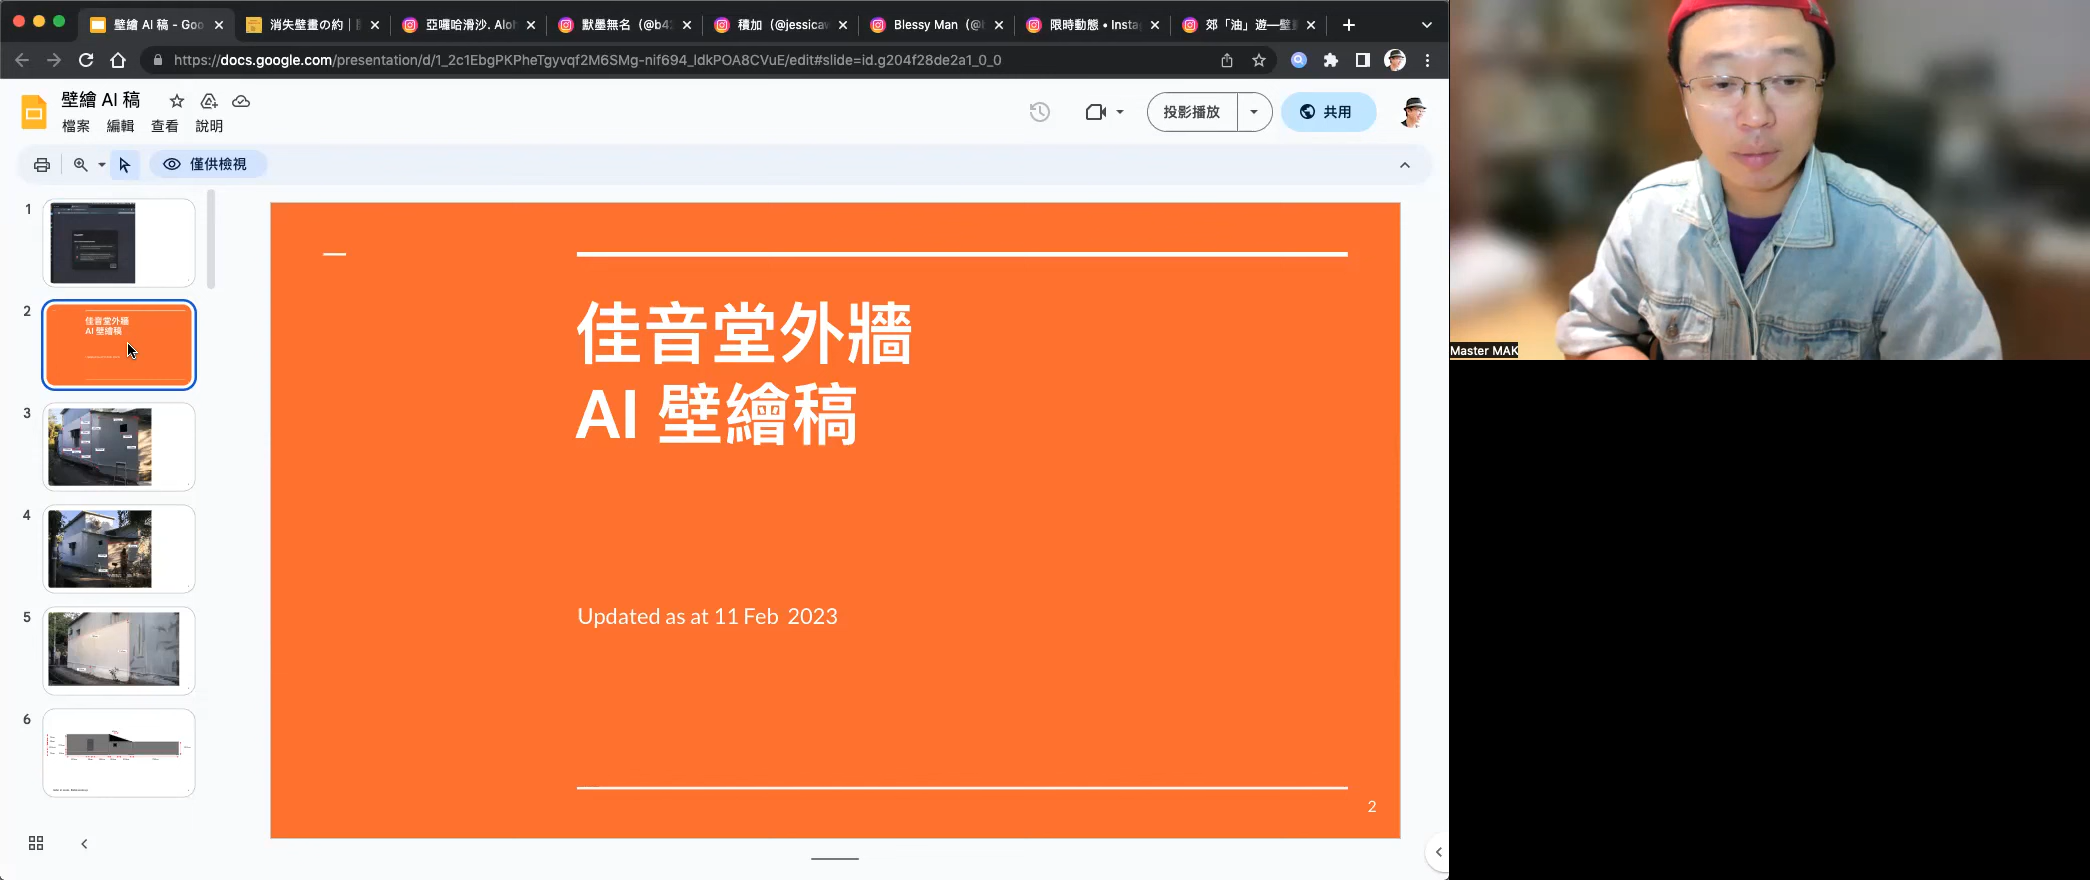 壁繪 AI 稿 - Goo
消失壁畫の約
亞囉哈滑沙. Aloh
默墨無名（@b4
積加（@jessica
Blessy Man（@
限時動態 • Insta
郊「油」遊—壁
https://docs.google.com/presentation/d/1_2c1EbgPKPheTgyvqf2M6SMg-nif694_ldkPOA8CVuE/edit#slide=id.g204f28de2a1_0_0
壁繪 AI 稿
檔案 編輯 查看 說明
投影播放
共用
僅供檢視
1
2
佳音堂外牆
AI 壁繪稿
3
4
5
6
佳音堂外牆
AI 壁繪稿
Updated as at 11 Feb 2023
2
Master MAK